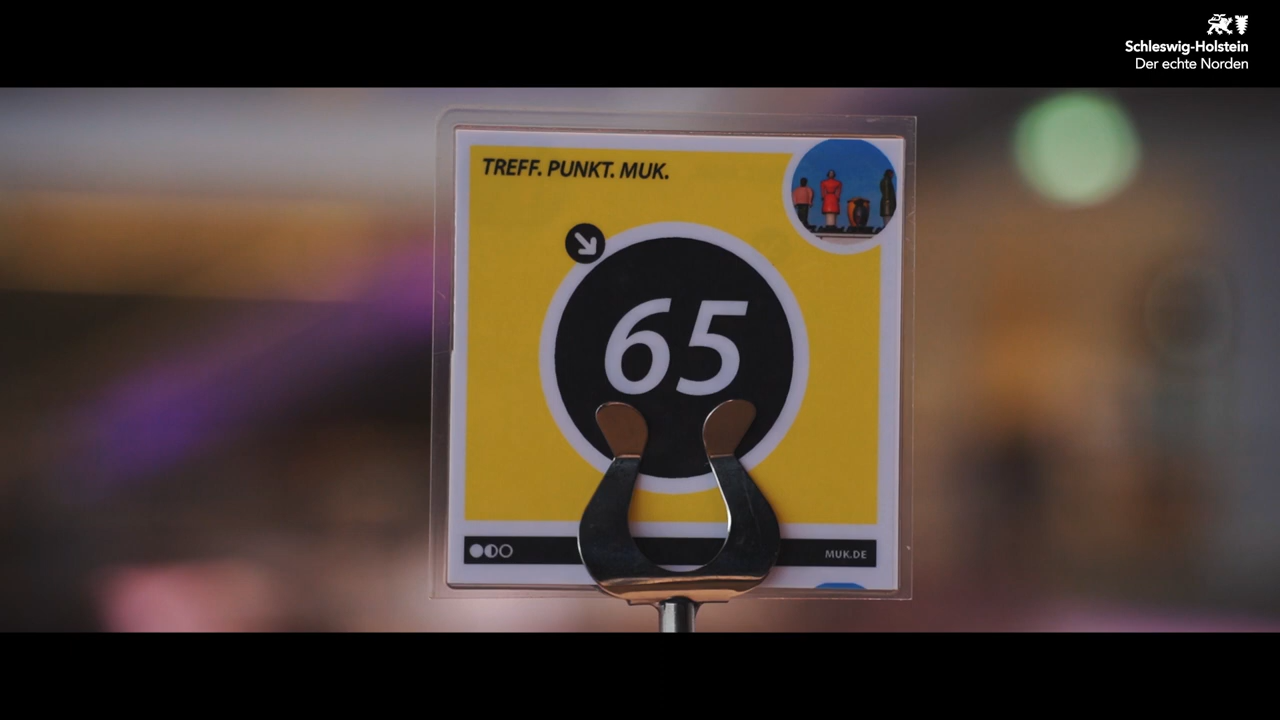 Schleswig-Holstein
Der echte Norden
TREFF. PUNKT. MUK.
65
MUK.DE